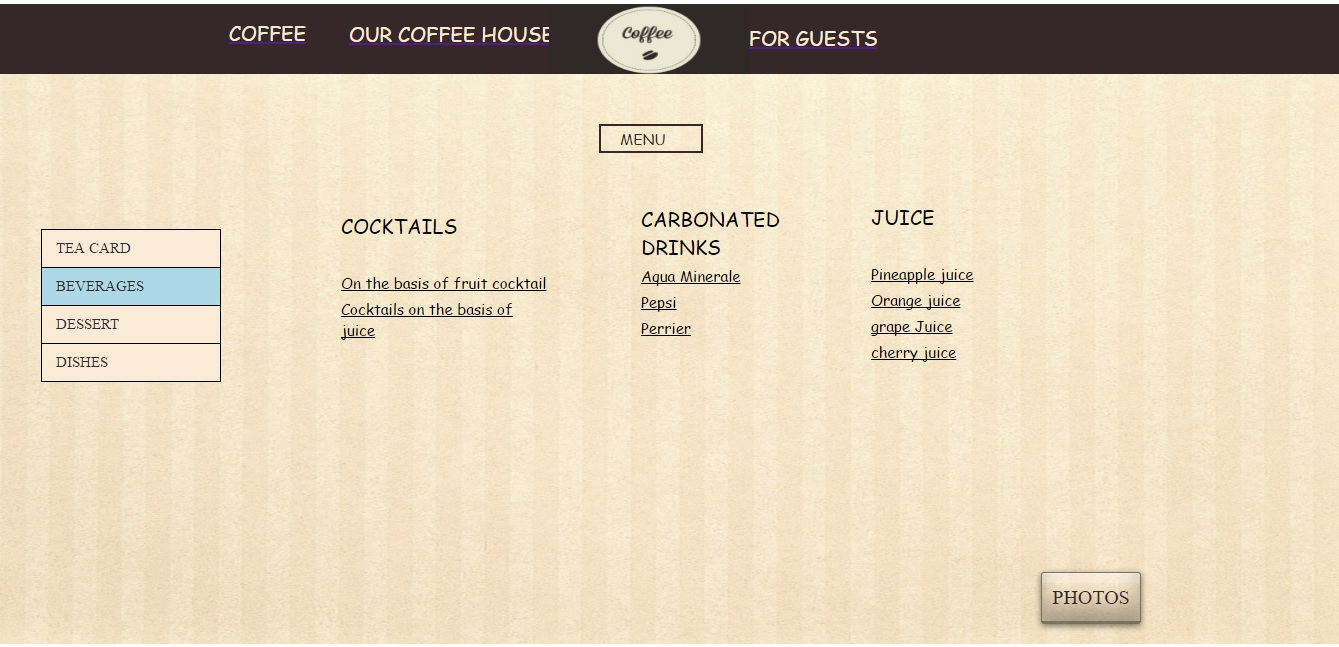 COFFEE
OUR COFFEE HOUSE
Coffee
FOR GUESTS
MENU
TEA CARD
BEVERAGES
DESSERT
DISHES
COCKTAILS
On the basis of fruit cocktail
Cocktails on the basis of
juice
CARBONATED
DRINKS
Aqua Minerale
Pepsi
Perrier
JUICE
Pineapple juice
Orange juice
grape Juice
cherry juice
PHOTOS